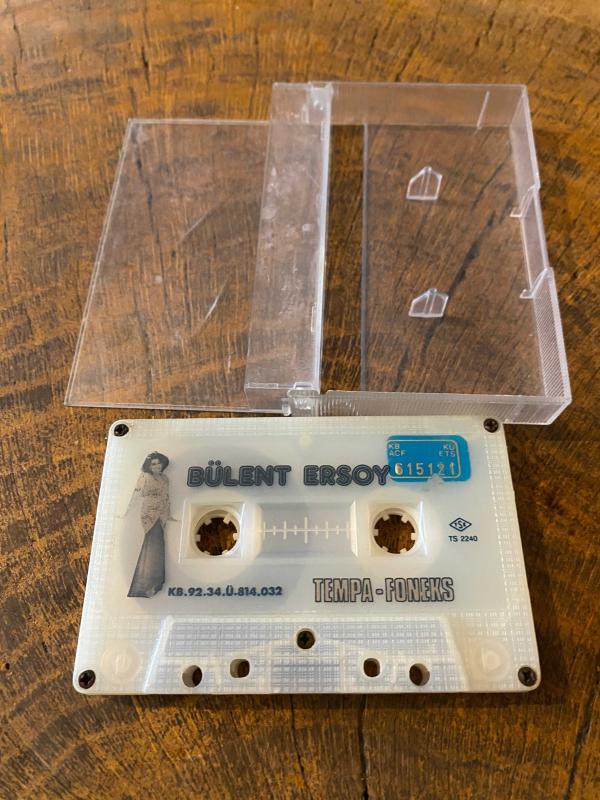 BÜLENT ERSOY
KB KÜ
ACF ETS
615121
TSE
TS 2240
KB.92.34.Ü.814.032
TEMPA-FONEKS